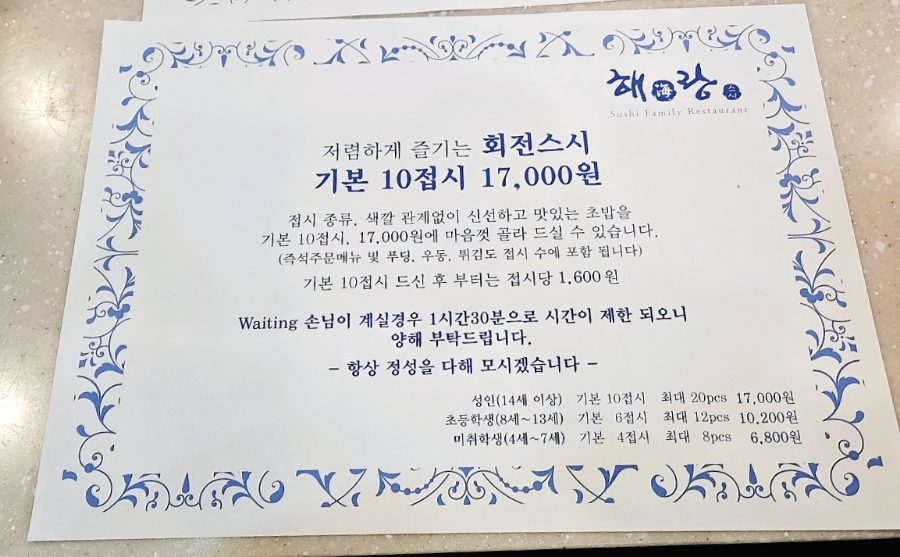 해 海 랑
Sushi Family Restaurant
저렴하게 즐기는 회전스시
기본 10접시 17,000원
접시 종류, 색깔 관계없이 신선하고 맛있는 초밥을
기본 10접시, 17,000원에 마음껏 골라 드실 수 있습니다.
(즉석주문메뉴 및 푸딩, 우동, 튀김도 접시 수에 포함 됩니다)
기본 10접시 드신 후 부터는 접시당 1,600원
Waiting 손님이 계실경우 1시간30분으로 시간이 제한 되오니
양해 부탁드립니다.
- 항상 정성을 다해 모시겠습니다 -
성인(14세 이상) 기본 10접시 최대 20pcs 17,000원
초등학생(8세~13세) 기본 6접시 최대 12pcs 10,200원
미취학생(4세~7세) 기본 4접시 최대 8pcs 6,800원